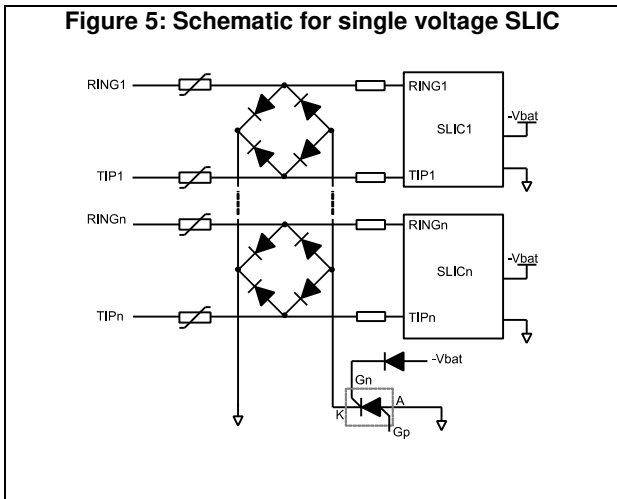 Figure 5: Schematic for single voltage SLIC
RING1
RING1
-Vbat
SLIC1
TIP1
TIP1
RINGn
RINGn
-Vbat
SLICn
TIPn
TIPn
-Vbat
Gn
K
A
Gp